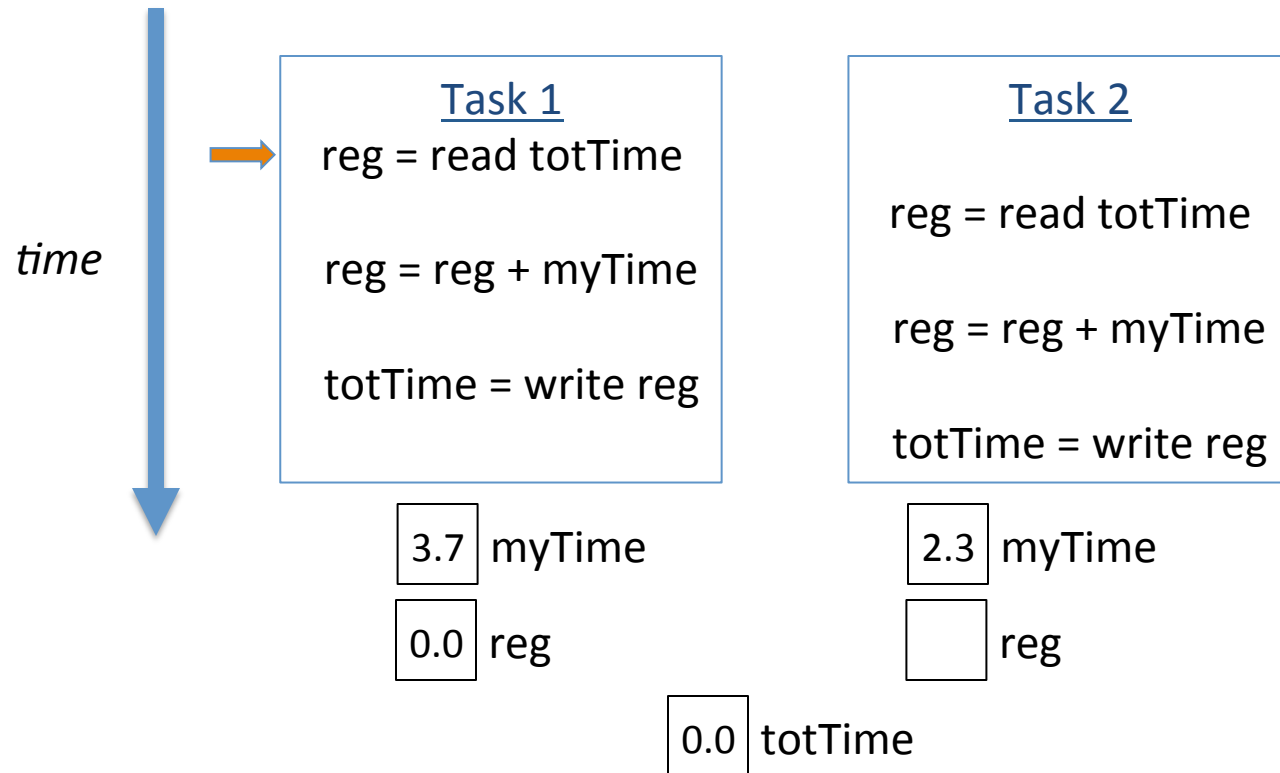 time
Task 1
reg = read totTime
reg = reg + myTime
totTime = write reg
Task 2
reg = read totTime
reg = reg + myTime
totTime = write reg
3.7 myTime
0.0 reg
2.3 myTime
reg
0.0 totTime